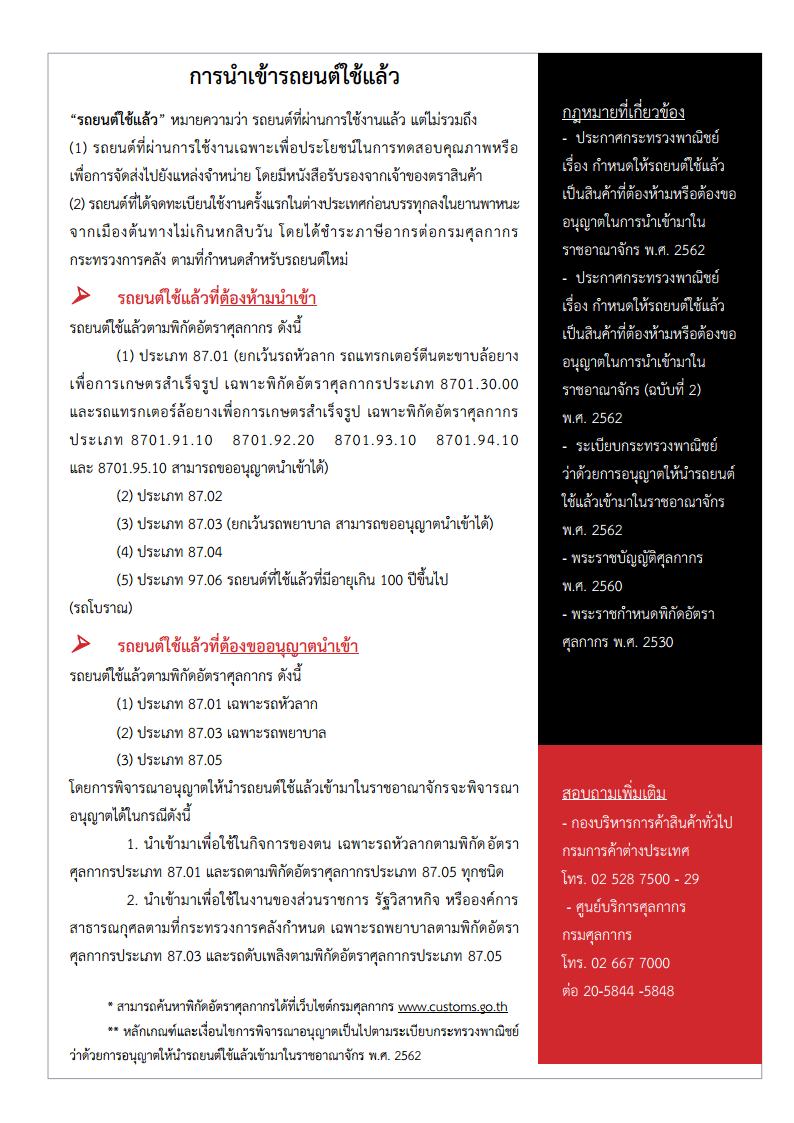 การนำเข้ารถยนต์ใช้แล้ว
“รถยนต์ใช้แล้ว” หมายความว่า รถยนต์ที่ผ่านการใช้งานแล้ว แต่ไม่รวมถึง
(1) รถยนต์ที่ผ่านการใช้งานเฉพาะเพื่อประโยชน์ในการทดสอบคุณภาพหรือ
เพื่อการจัดส่งไปยังแหล่งจำหน่าย โดยมีหนังสือรับรองจากเจ้าของตราสินค้า
(2) รถยนต์ที่ได้จดทะเบียนใช้งานครั้งแรกในต่างประเทศก่อนบรรทุกลงในยานพาหนะ
จากเมืองต้นทางไม่เกินหกสิบวัน โดยได้ชำระภาษีอากรต่อกรมศุลกากร
กระทรวงการคลัง ตามที่กำหนดสำหรับรถยนต์ใหม่
รถยนต์ใช้แล้วที่ต้องห้ามนำเข้า
รถยนต์ใช้แล้วตามพิกัดอัตราศุลกากร ดังนี้
(1) ประเภท 87.01 (ยกเว้นรถหัวลาก รถแทรกเตอร์ตีนตะขาบล้อยาง
เพื่อการเกษตรสำเร็จรูป เฉพาะพิกัดอัตราศุลกากรประเภท 8701.30.00
และรถแทรกเตอร์ล้อยางเพื่อการเกษตรสำเร็จรูป เฉพาะพิกัดอัตราศุลกากร
ประเภท 8701.91.10 8701.92.20 8701.93.10 8701.94.10
และ 8701.95.10 สามารถขออนุญาตนำเข้าได้)
(2) ประเภท 87.02
(3) ประเภท 87.03 (ยกเว้นรถพยาบาล สามารถขออนุญาตนำเข้าได้)
(4) ประเภท 87.04
(5) ประเภท 97.06 รถยนต์ที่ใช้แล้วที่มีอายุเกิน 100 ปีขึ้นไป
(รถโบราณ)
รถยนต์ใช้แล้วที่ต้องขออนุญาตนำเข้า
รถยนต์ใช้แล้วตามพิกัดอัตราศุลกากร ดังนี้
(1) ประเภท 87.01 เฉพาะรถหัวลาก
(2) ประเภท 87.03 เฉพาะรถพยาบาล
(3) ประเภท 87.05
โดยการพิจารณาอนุญาตให้นำรถยนต์ใช้แล้วเข้ามาในราชอาณาจักรจะพิจารณา
อนุญาตได้ในกรณีดังนี้
1. นำเข้ามาเพื่อใช้ในกิจการของตน เฉพาะรถหัวลากตามพิกัดอัตรา
ศุลกากรประเภท 87.01 และรถตามพิกัดอัตราศุลกากรประเภท 87.05 ทุกชนิด
2. นำเข้ามาเพื่อใช้ในงานของส่วนราชการ รัฐวิสาหกิจ หรือองค์การ
สาธารณกุศลตามที่กระทรวงการคลังกำหนด เฉพาะรถพยาบาลตามพิกัดอัตรา
ศุลกากรประเภท 87.03 และรถดับเพลิงตามพิกัดอัตราศุลกากรประเภท 87.05
* สามารถค้นหาพิกัดอัตราศุลกากรได้ที่เว็บไซต์กรมศุลกากร www.customs.go.th
** หลักเกณฑ์และเงื่อนไขการพิจารณาอนุญาตเป็นไปตามระเบียบกระทรวงพาณิชย์
ว่าด้วยการอนุญาตให้นำรถยนต์ใช้แล้วเข้ามาในราชอาณาจักร พ.ศ. 2562
กฎหมายที่เกี่ยวข้อง
- ประกาศกระทรวงพาณิชย์
เรื่อง กำหนดให้รถยนต์ใช้แล้ว
เป็นสินค้าที่ต้องห้ามหรือต้องขอ
อนุญาตในการนำเข้ามาใน
ราชอาณาจักร พ.ศ. 2562
- ประกาศกระทรวงพาณิชย์
เรื่อง กำหนดให้รถยนต์ใช้แล้ว
เป็นสินค้าที่ต้องห้ามหรือต้องขอ
อนุญาตในการนำเข้ามาใน
ราชอาณาจักร (ฉบับที่ 2)
พ.ศ. 2562
- ระเบียบกระทรวงพาณิชย์
ว่าด้วยการอนุญาตให้นำรถยนต์
ใช้แล้วเข้ามาในราชอาณาจักร
พ.ศ. 2562
- พระราชบัญญัติศุลกากร
พ.ศ. 2560
- พระราชกำหนดพิกัดอัตรา
ศุลกากร พ.ศ. 2530
สอบถามเพิ่มเติม
- กองบริหารการค้าสินค้าทั่วไป
กรมการค้าต่างประเทศ
โทร. 02 528 7500 - 29
- ศูนย์บริการศุลกากร
กรมศุลกากร
โทร. 02 667 7000
ต่อ 20-5844 -5848